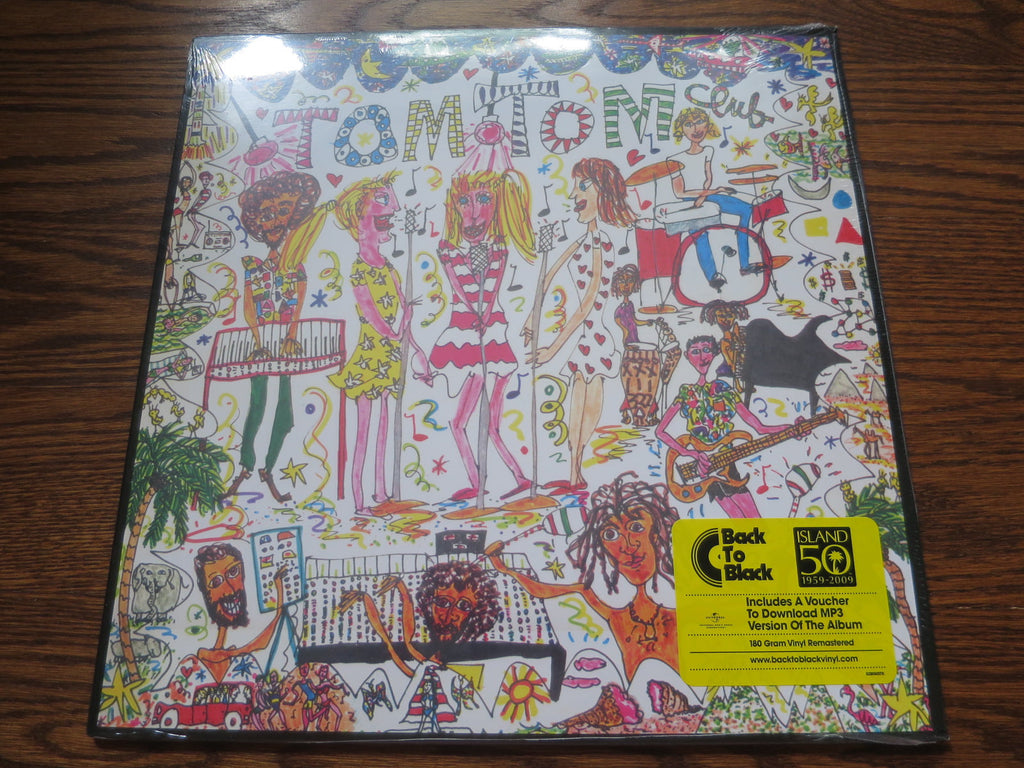 TOM TOM Club
Back
To
Black
ISLAND
50
1959-2009
Includes A Voucher
To Download MP3
Version Of The Album
180 Gram Vinyl Remastered
www.backtoblackvinyl.com